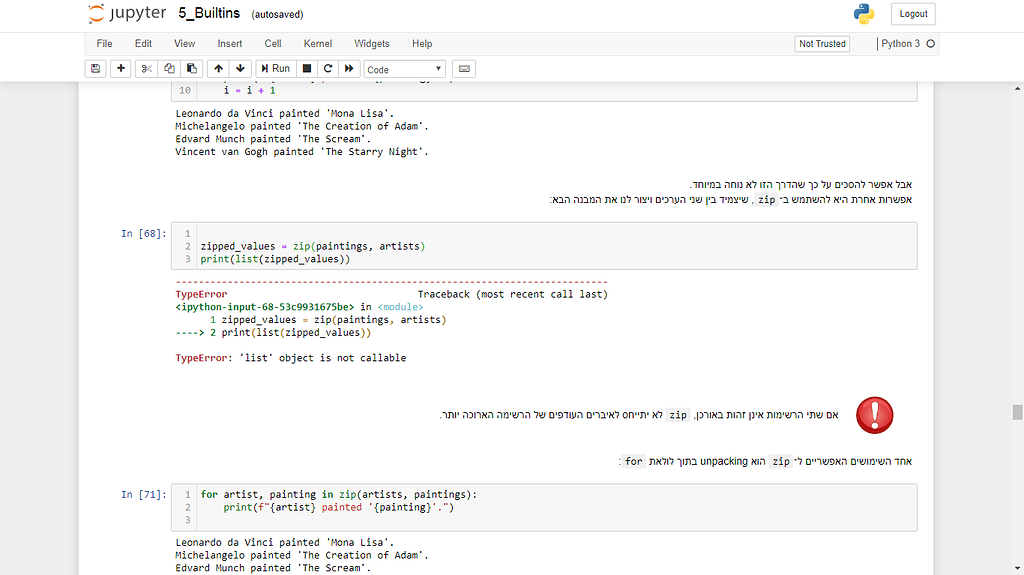 jupyter 5_Builtins (autosaved)
Logout
File Edit View Insert Cell Kernel Widgets Help
Not Trusted
Python 3
Run
Code
10 i = i + 1
Leonardo da Vinci painted 'Mona Lisa'.
Michelangelo painted 'The Creation of Adam'.
Edvard Munch painted 'The Scream'.
Vincent van Gogh painted 'The Starry Night'.
אבל אפשר להסכים על כך שהדרך הזו לא נוחה במיוחד.
אפשרות אחרת היא להשתמש ב־ zip , שיצמיד בין שני הערכים ויצור לנו את המבנה הבא:
In [68]:
1
2 zipped_values = zip(paintings, artists)
3 print(list(zipped_values))
---------------------------------------------------------------------------
TypeError Traceback (most recent call last)
<ipython-input-68-53c9931675be> in <module>
1 zipped_values = zip(paintings, artists)
----> 2 print(list(zipped_values))
TypeError: 'list' object is not callable
אם שתי הרשימות אינן זהות באורכן, zip לא יתייחס לאיברים העודפים של הרשימה הארוכה יותר.
אחד השימושים האפשריים ל־ zip הוא unpacking בתוך לולאת for :
In [71]:
1 for artist, painting in zip(artists, paintings):
2 print(f"{artist} painted '{painting}'.")
3
Leonardo da Vinci painted 'Mona Lisa'.
Michelangelo painted 'The Creation of Adam'.
Edvard Munch painted 'The Scream'.